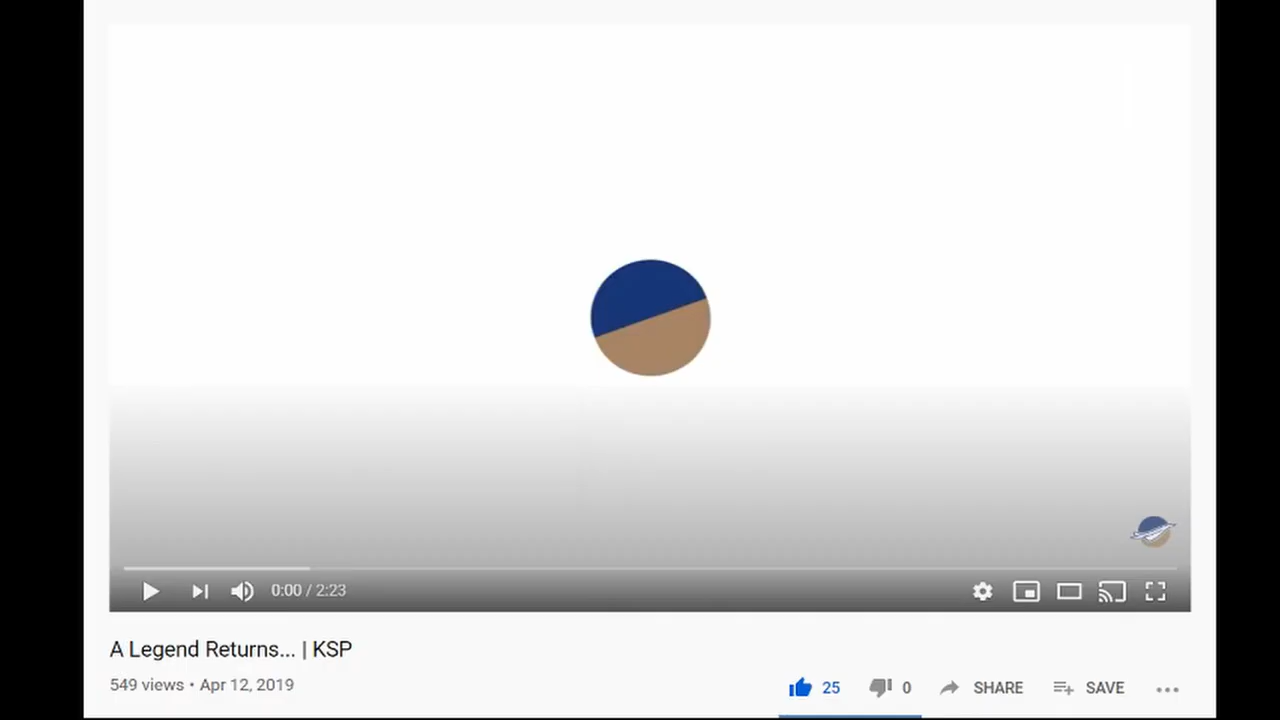 0:00 / 2:23
A Legend Returns... | KSP
549 views • Apr 12, 2019
25 0 SHARE SAVE